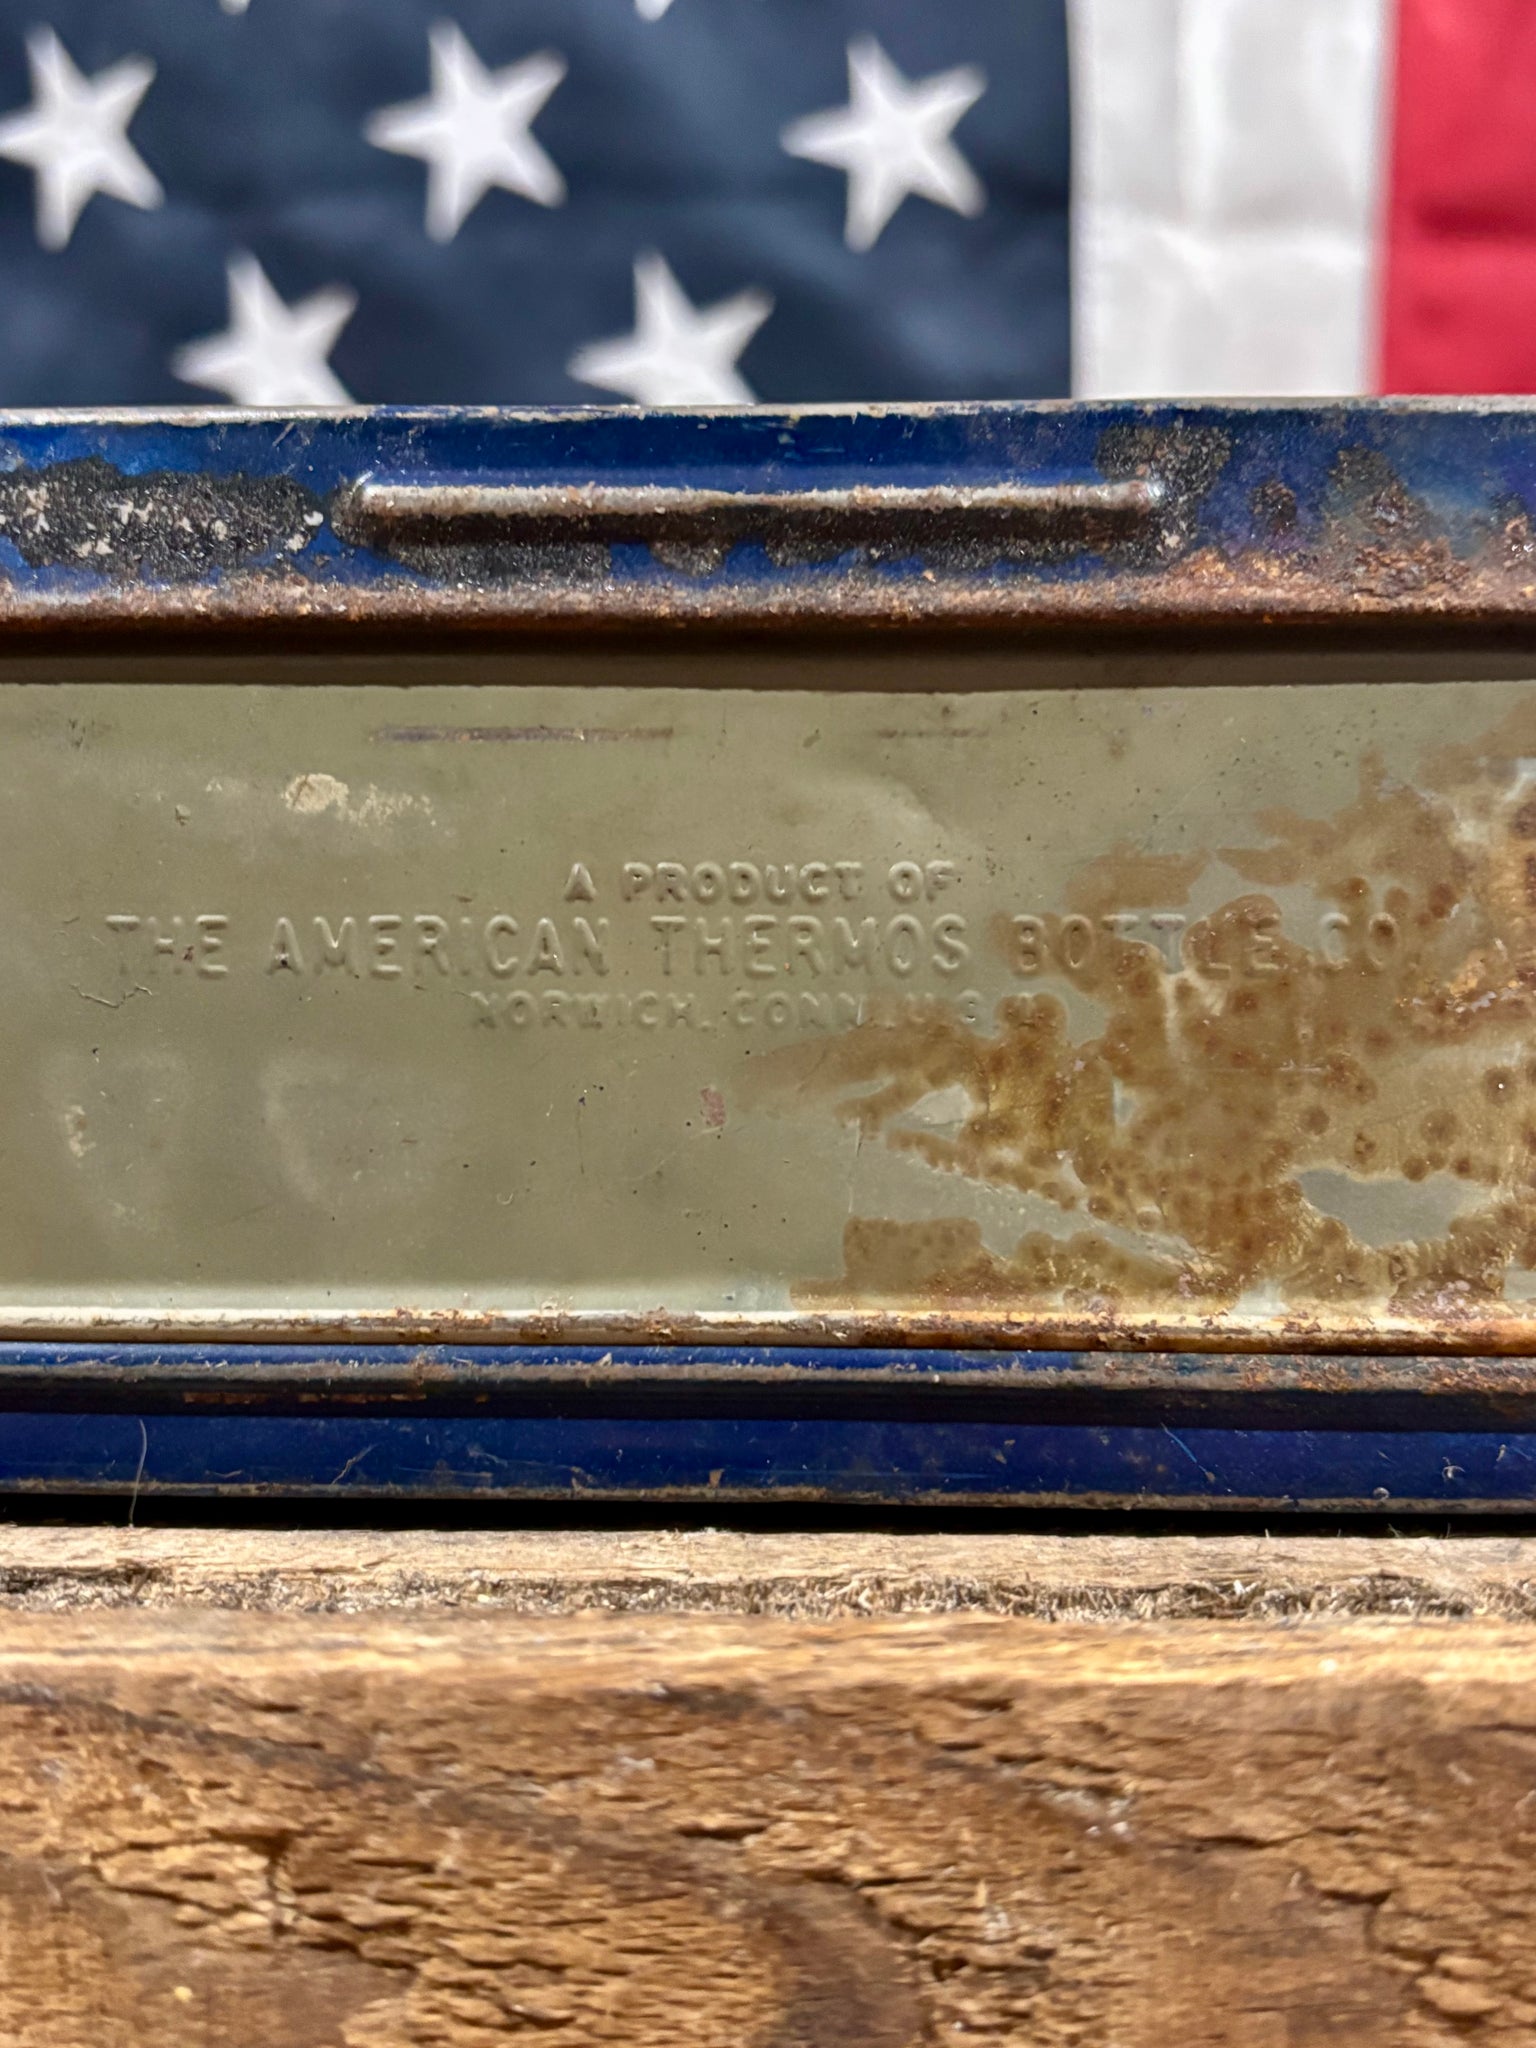 A PRODUCT OF
THE AMERICAN THERMOS BOTTLE CO.
NORWICH, CONN., U.S.A.